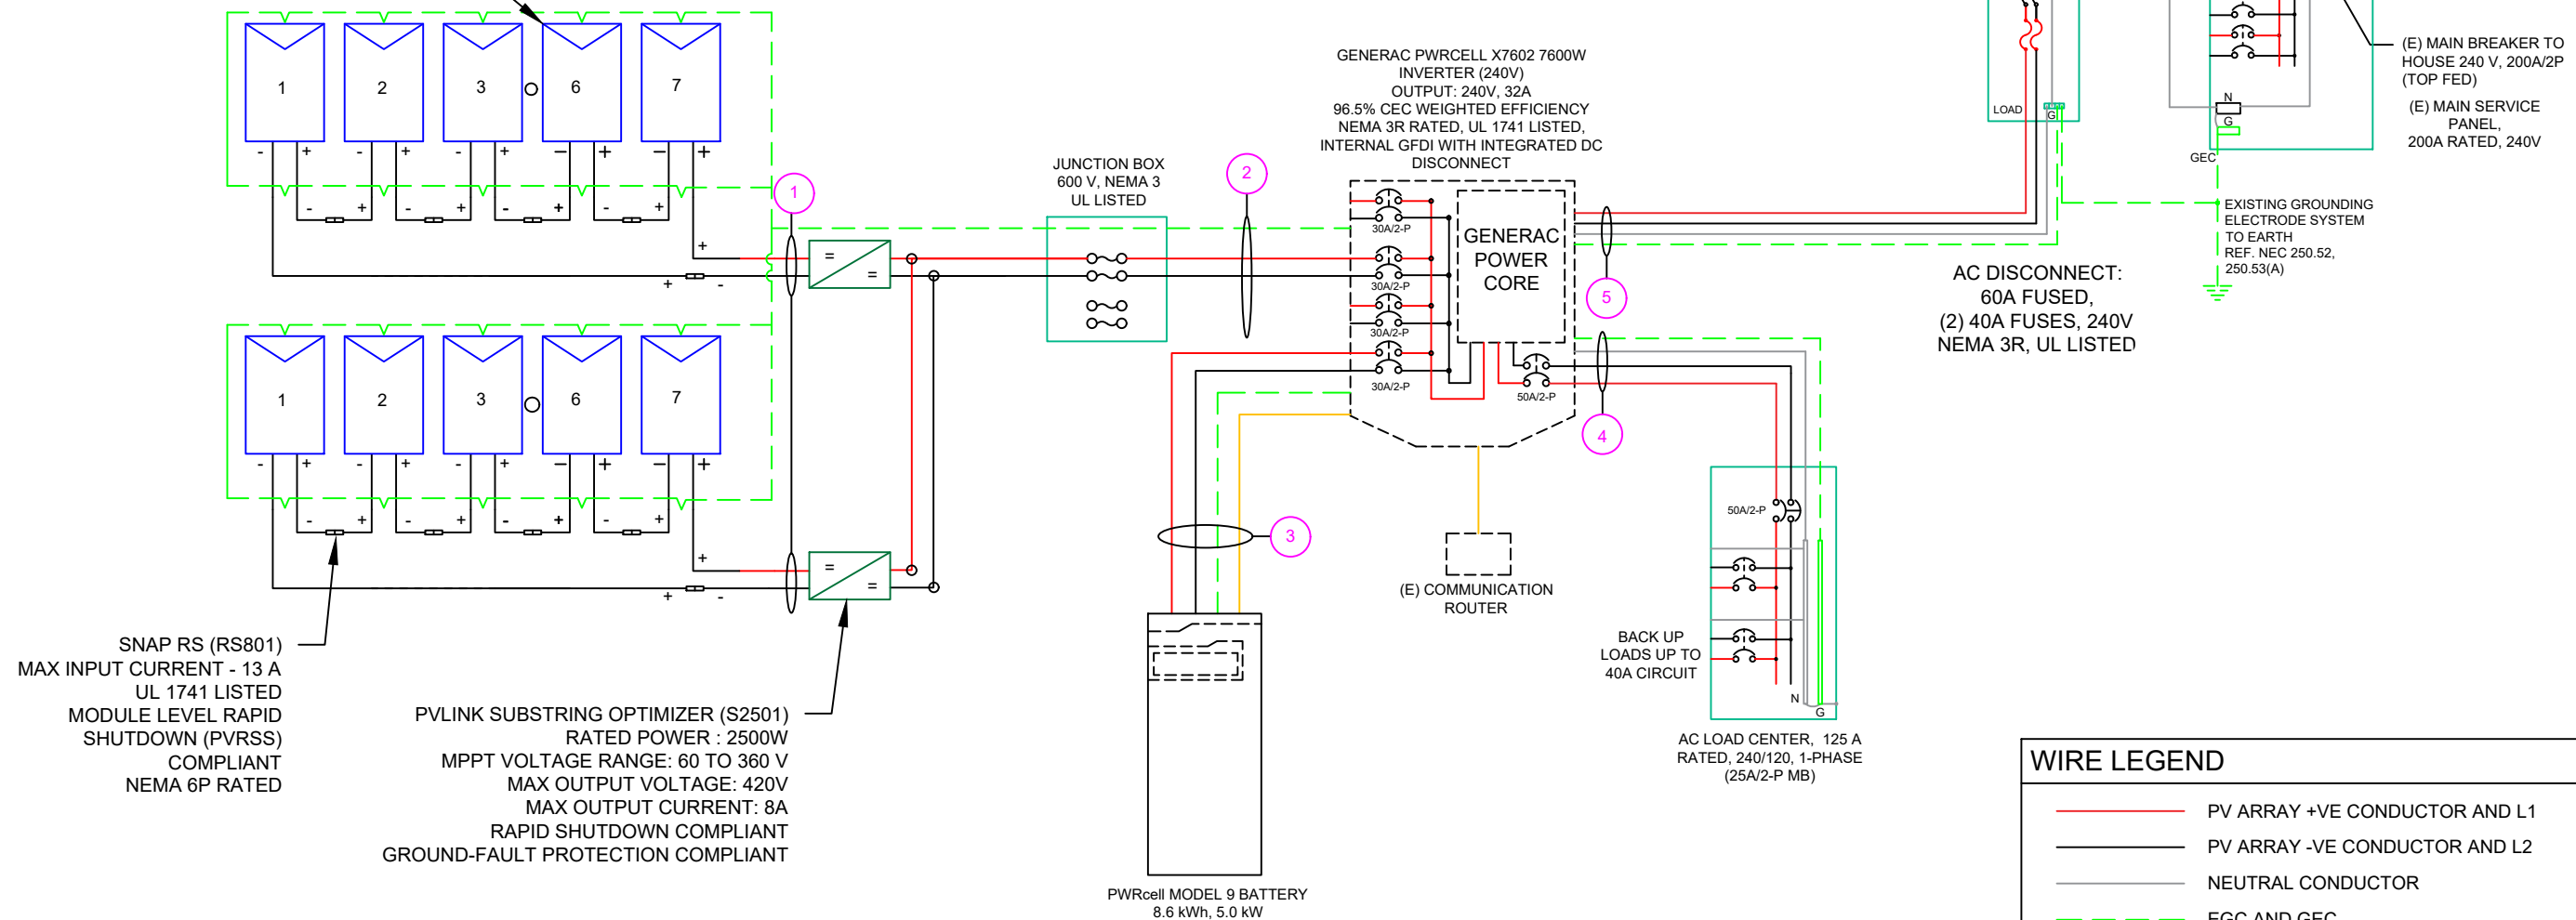 1
2
3
6
7
-
+
-
+
-
+
−
+
−
+
-
+
-
+
-
+
-
+
+
+
-
1
JUNCTION BOX
600 V, NEMA 3
UL LISTED
2
GENERAC PWRCELL X7602 7600W
INVERTER (240V)
OUTPUT: 240V, 32A
96.5% CEC WEIGHTED EFFICIENCY
NEMA 3R RATED, UL 1741 LISTED,
INTERNAL GFDI WITH INTEGRATED DC
DISCONNECT
=
=
30A/2-P
30A/2-P
30A/2-P
30A/2-P
GENERAC
POWER
CORE
50A/2-P
5
4
LOAD
G
N
G
GEC
(E) MAIN BREAKER TO
HOUSE 240 V, 200A/2P
(TOP FED)
(E) MAIN SERVICE
PANEL,
200A RATED, 240V
EXISTING GROUNDING
ELECTRODE SYSTEM
TO EARTH
REF. NEC 250.52,
250.53(A)
AC DISCONNECT:
60A FUSED,
(2) 40A FUSES, 240V
NEMA 3R, UL LISTED
1
2
3
6
7
-
+
-
+
-
+
−
+
−
+
-
+
-
+
-
+
-
+
+
+
-
=
=
SNAP RS (RS801)
MAX INPUT CURRENT - 13 A
UL 1741 LISTED
MODULE LEVEL RAPID
SHUTDOWN (PVRSS)
COMPLIANT
NEMA 6P RATED
PVLINK SUBSTRING OPTIMIZER (S2501)
RATED POWER : 2500W
MPPT VOLTAGE RANGE: 60 TO 360 V
MAX OUTPUT VOLTAGE: 420V
MAX OUTPUT CURRENT: 8A
RAPID SHUTDOWN COMPLIANT
GROUND-FAULT PROTECTION COMPLIANT
3
(E) COMMUNICATION
ROUTER
PWRcell MODEL 9 BATTERY
8.6 kWh, 5.0 kW
50A/2-P
BACK UP
LOADS UP TO
40A CIRCUIT
N
G
AC LOAD CENTER, 125 A
RATED, 240/120, 1-PHASE
(25A/2-P MB)
WIRE LEGEND
PV ARRAY +VE CONDUCTOR AND L1
PV ARRAY -VE CONDUCTOR AND L2
NEUTRAL CONDUCTOR
EGC AND GEC